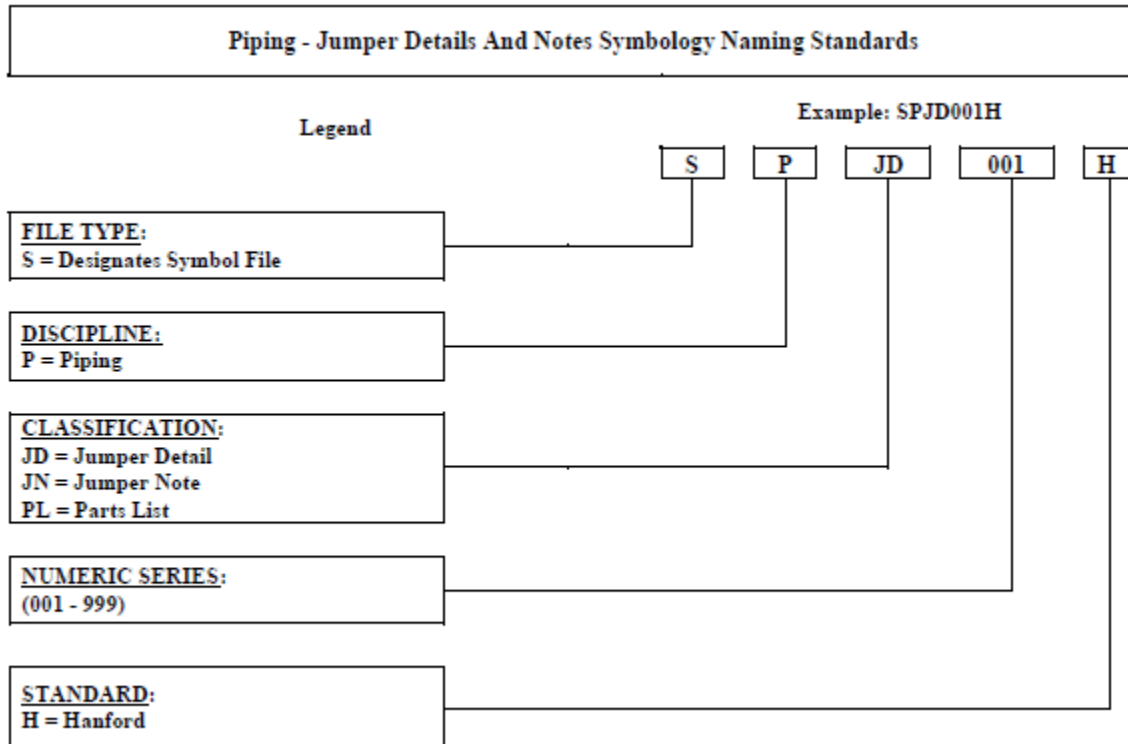 Piping - Jumper Details And Notes Symbology Naming Standards
Legend
Example: SPJD001H
S P JD 001 H
FILE TYPE:
S = Designates Symbol File
DISCIPLINE:
P = Piping
CLASSIFICATION:
JD = Jumper Detail
JN = Jumper Note
PL = Parts List
NUMERIC SERIES:
(001 - 999)
STANDARD:
H = Hanford